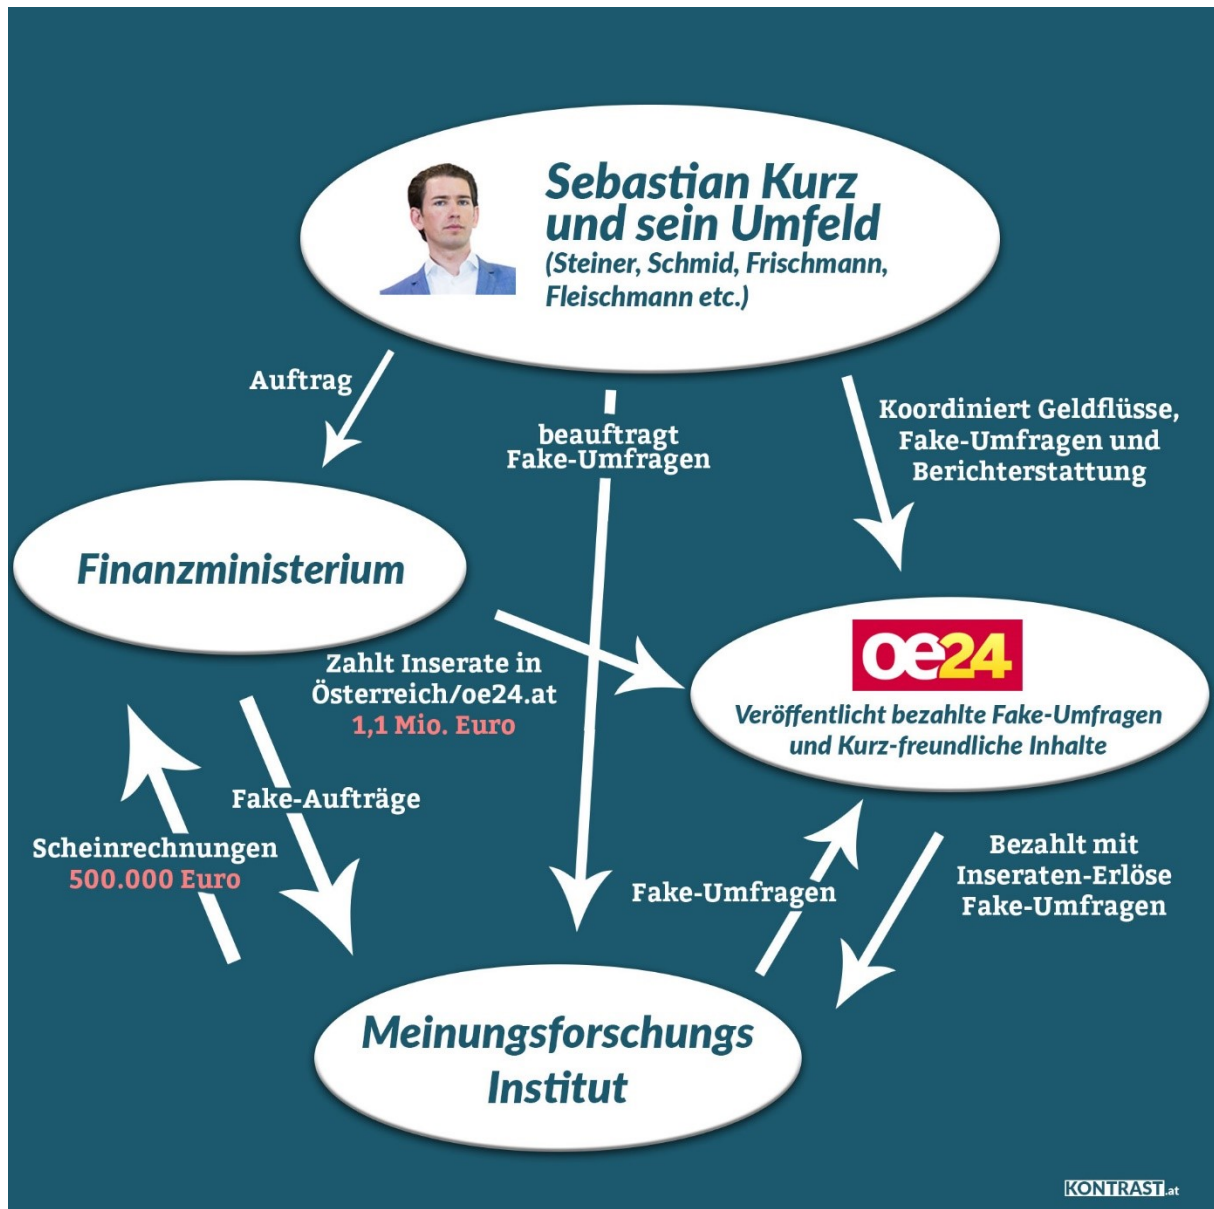 Sebastian Kurz
und sein Umfeld
(Steiner, Schmid, Frischmann,
Fleischmann etc.)
Auftrag
beauftragt
Fake-Umfragen
Koordiniert Geldflüsse,
Fake-Umfragen und
Berichterstattung
Finanzministerium
Zahlt Inserate in
Österreich/oe24.at
1,1 Mio. Euro
oe24
Veröffentlicht bezahlte Fake-Umfragen
und Kurz-freundliche Inhalte
Fake-Aufträge
Scheinrechnungen
500.000 Euro
Fake-Umfragen
Bezahlt mit
Inseraten-Erlöse
Fake-Umfragen
Meinungsforschungs
Institut
KONTRAST.at